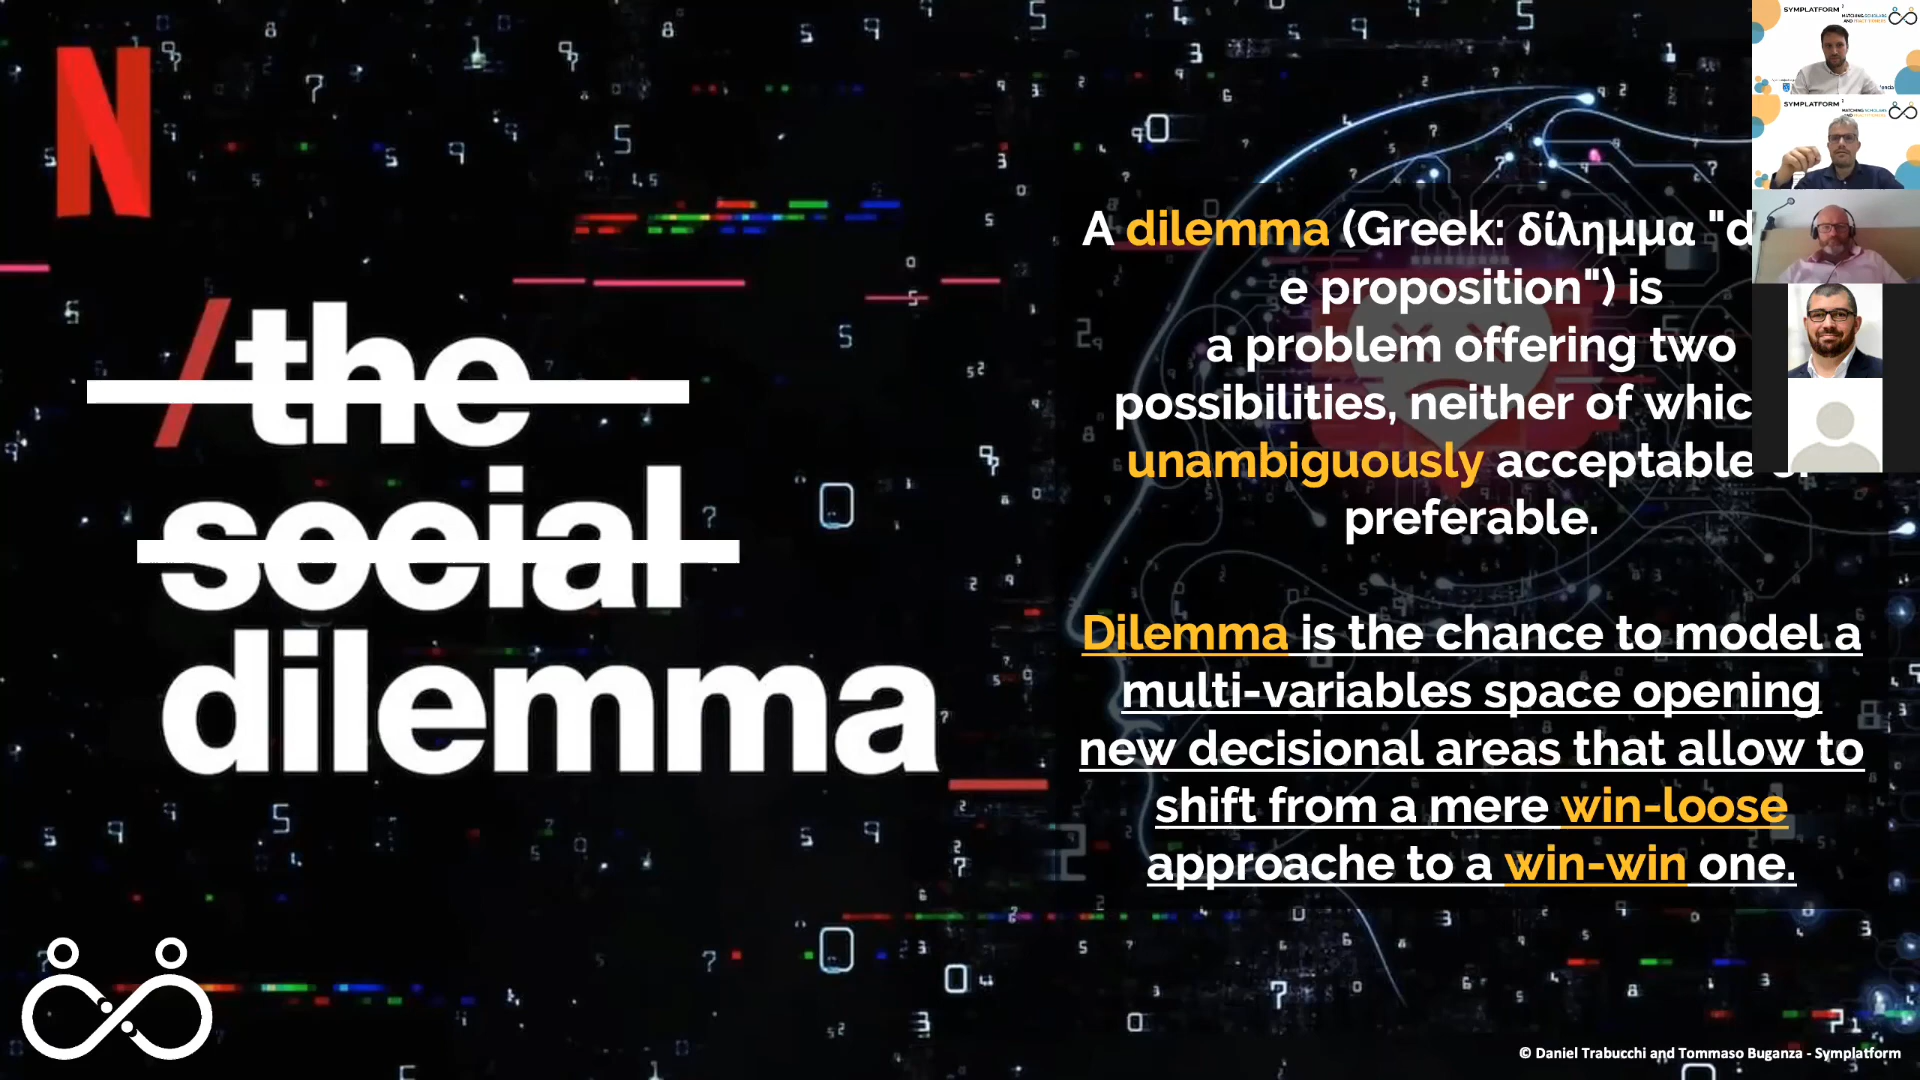 N
/the
social
dilemma_
A dilemma (Greek: δίλημμα "d
e proposition") is
a problem offering two
possibilities, neither of whic
unambiguously acceptable
preferable.
Dilemma is the chance to model a
multi-variables space opening
new decisional areas that allow to
shift from a mere win-loose
approache to a win-win one.
SYMPLATFORM
SYMPLATFORM
© Daniel Trabucchi and Tommaso Buganza - Symplatform